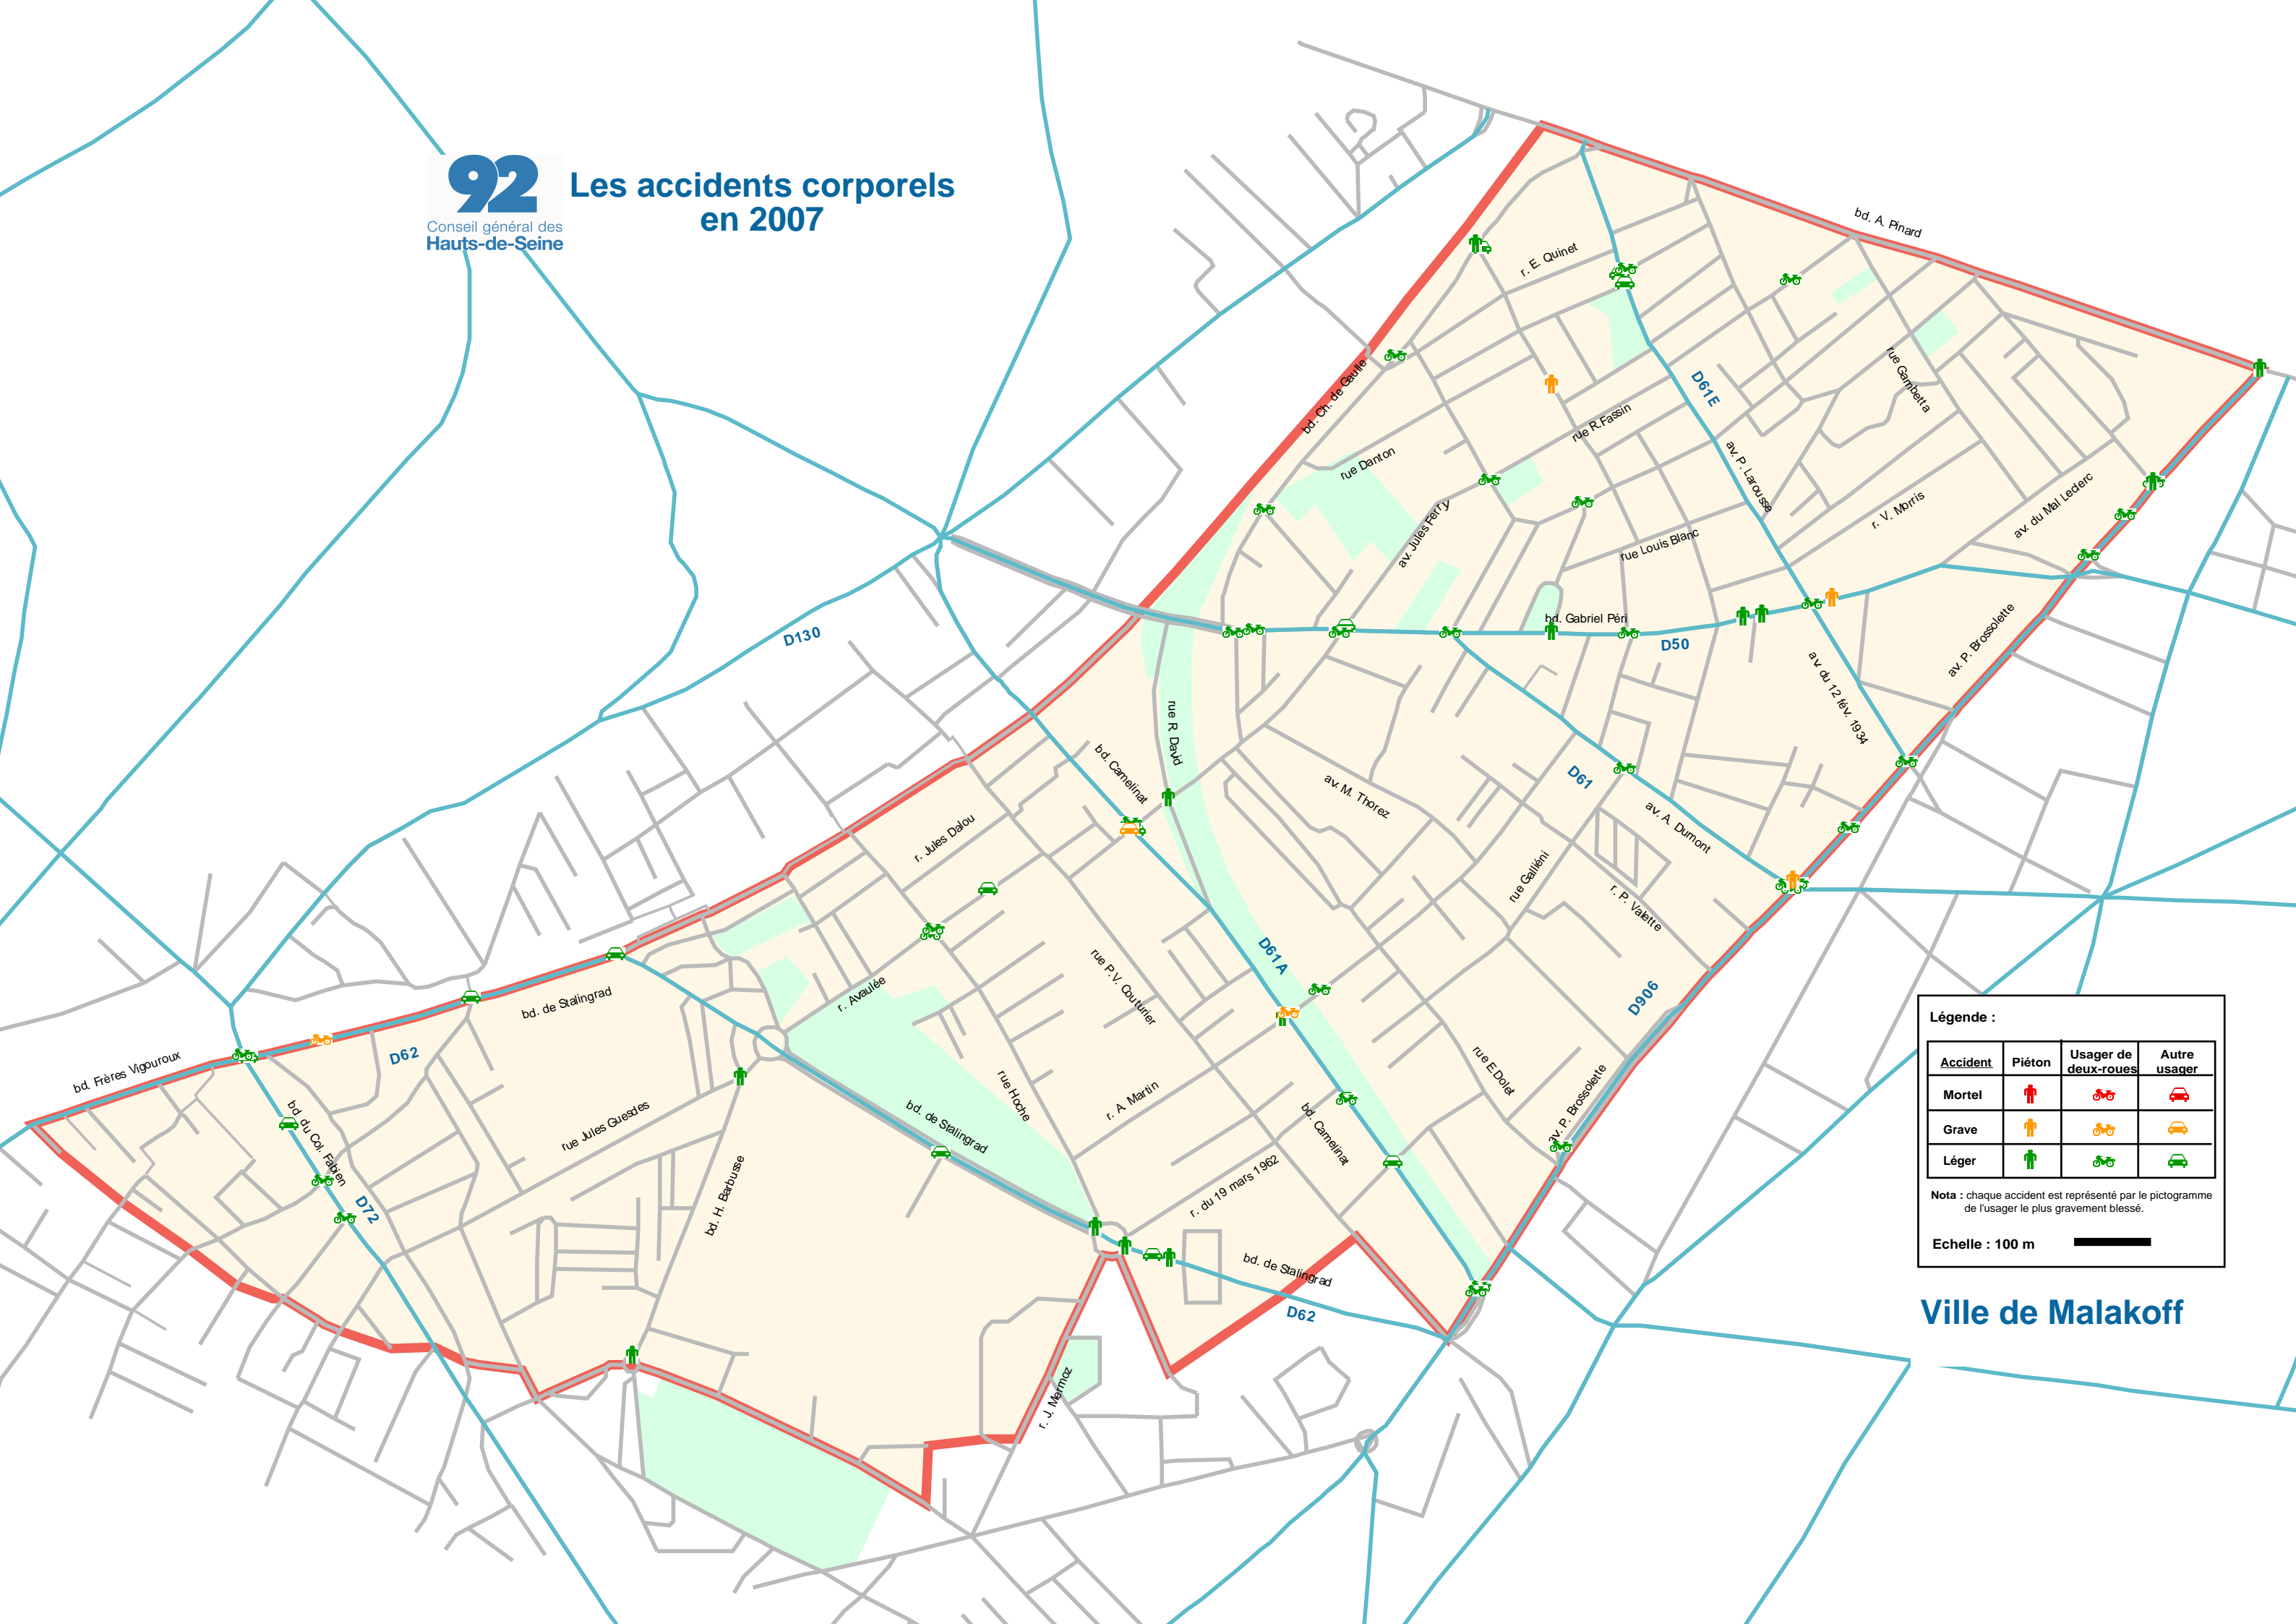 92
Conseil général des
Hauts-de-Seine
Les accidents corporels
en 2007
bd. A. Pinard
r. E. Quinet
bd. Ch. de Gaulle
D61E
rue Gambetta
rue R.Fassin
rue Danton
av. P. Larousse
av. Jules Ferry
r. V. Morris
av. du Mal Leclerc
rue Louis Blanc
bd. Gabriel Péri
D50
D130
av. P. Brossolette
av. du 12 fév. 1934
rue R. David
bd. Camelinat
D61
av. M. Thorez
av. A. Dumont
r. Jules Dalou
rue Galliéni
r. P. Valette
D61A
rue P.V. Couturier
r. Avaulée
bd. de Stalingrad
D906
D62
bd. Frères Vigouroux
rue E.Dolet
av. P. Brossolette
rue Hoche
r. A. Martin
bd. de Stalingrad
rue Jules Guesdes
bd du Col. Fabien
bd. Camelinat
D72
bd. H. Barbusse
r. du 19 mars 1962
bd. de Stalingrad
D62
r. J. Mermoz
Légende :
Accident Piéton Usager de deux-roues Autre usager
Mortel
Grave
Léger
Nota : chaque accident est représenté par le pictogramme
de l'usager le plus gravement blessé.
Echelle : 100 m
Ville de Malakoff